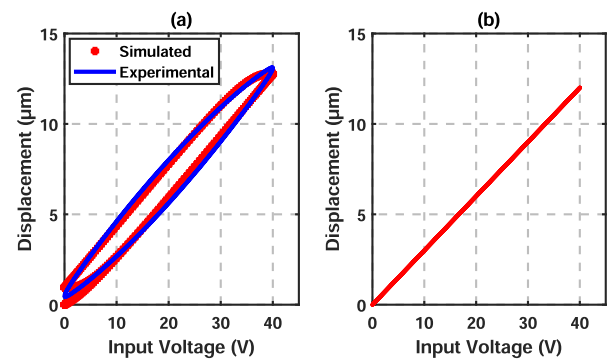 (a)
15
10
5
0
Displacement (µm)
Simulated
Experimental
0 10 20 30 40
Input Voltage (V)
(b)
15
10
5
0
Displacement (µm)
0 10 20 30 40
Input Voltage (V)